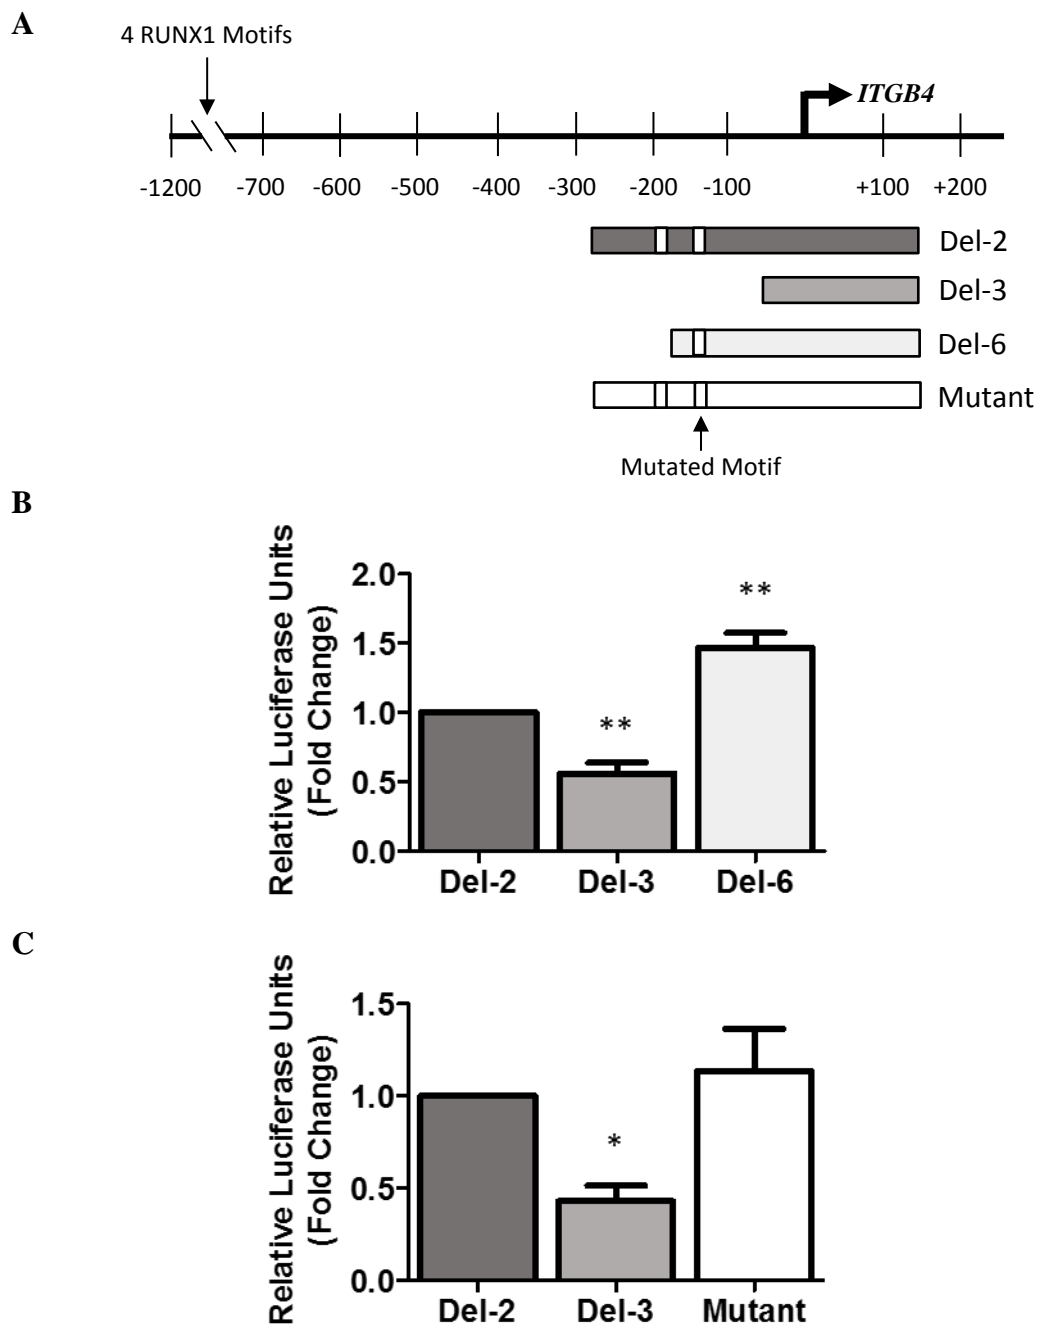 A
4 RUNX1 Motifs
ITGB4
-1200 -700 -600 -500 -400 -300 -200 -100 +100 +200
Del-2
Del-3
Del-6
Mutant
Mutated Motif
B
Relative Luciferase Units
(Fold Change)
2.0
**
1.5
**
1.0
0.5
0.0
Del-2 Del-3 Del-6
C
Relative Luciferase Units
(Fold Change)
1.5
1.0
*
0.5
0.0
Del-2 Del-3 Mutant